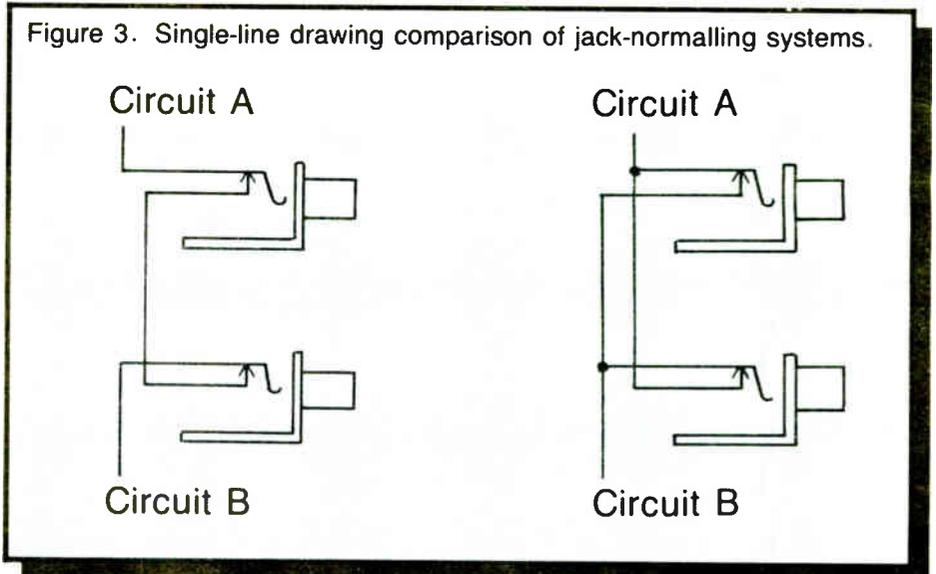 Figure 3. Single-line drawing comparison of jack-normalling systems.
Circuit A
Circuit A
Circuit B
Circuit B